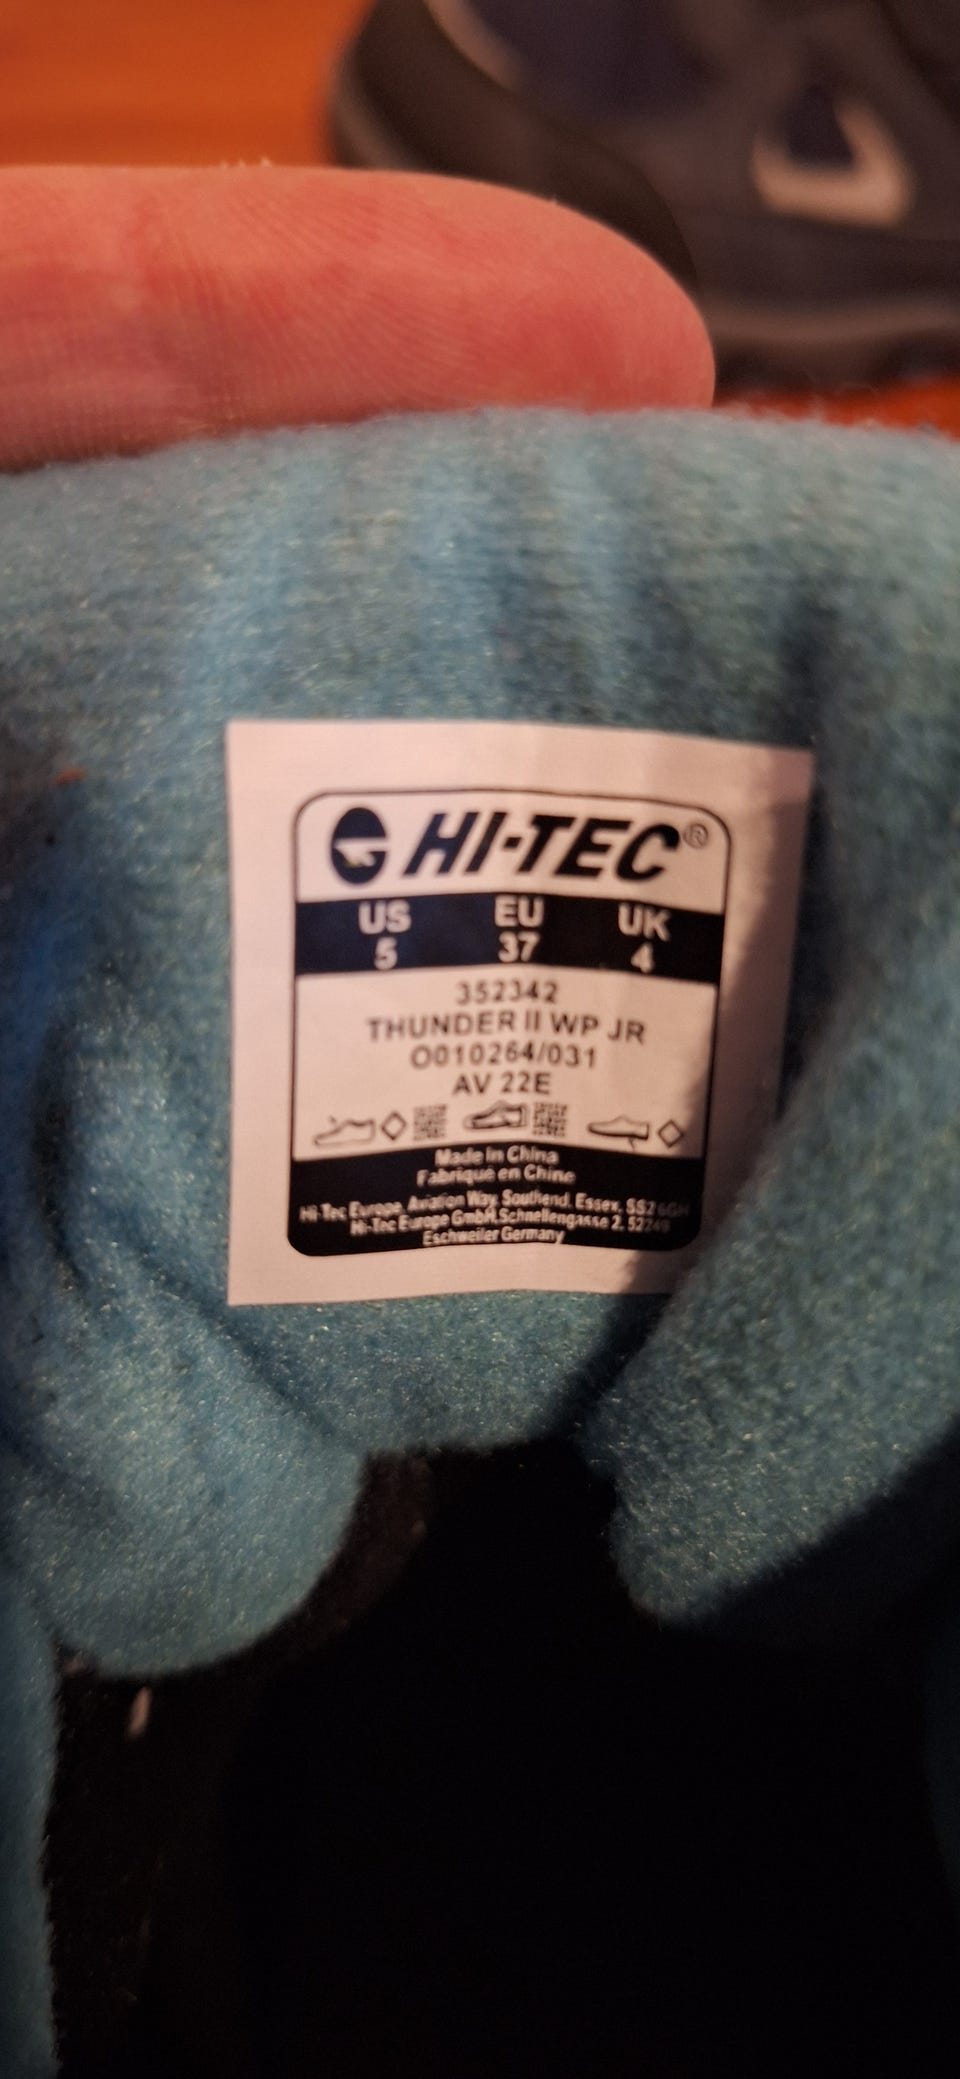 HI-TEC®
US EU UK
5 37 4
352342
THUNDER II WP JR
O010264/031
AV 22E
Made In China
Fabriqué en Chine
Hi-Tec Europe, Aviation Way, Southend, Essex, SS2 6GH
Hi-Tec Europe GmbH,Schnellengasse 2, 52249
Eschweiler Germany